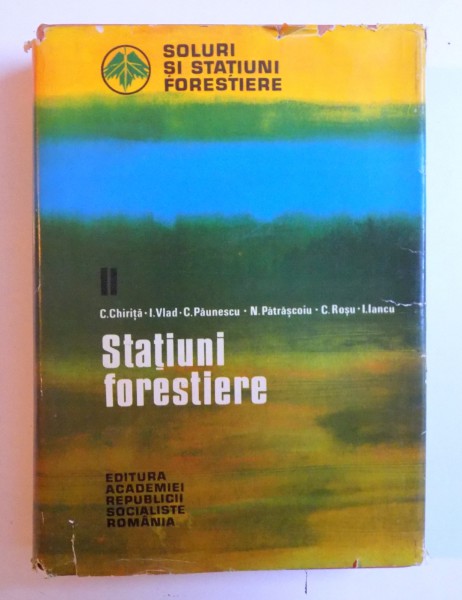 SOLURI
ȘI STAȚIUNI
FORESTIERE
II
C.Chiriță · I.Vlad · C.Păunescu · N.Pătrășcoiu · C.Roșu · I.Iancu
Stațiuni
forestiere
EDITURA
ACADEMIEI
REPUBLICII
SOCIALISTE
ROMÂNIA